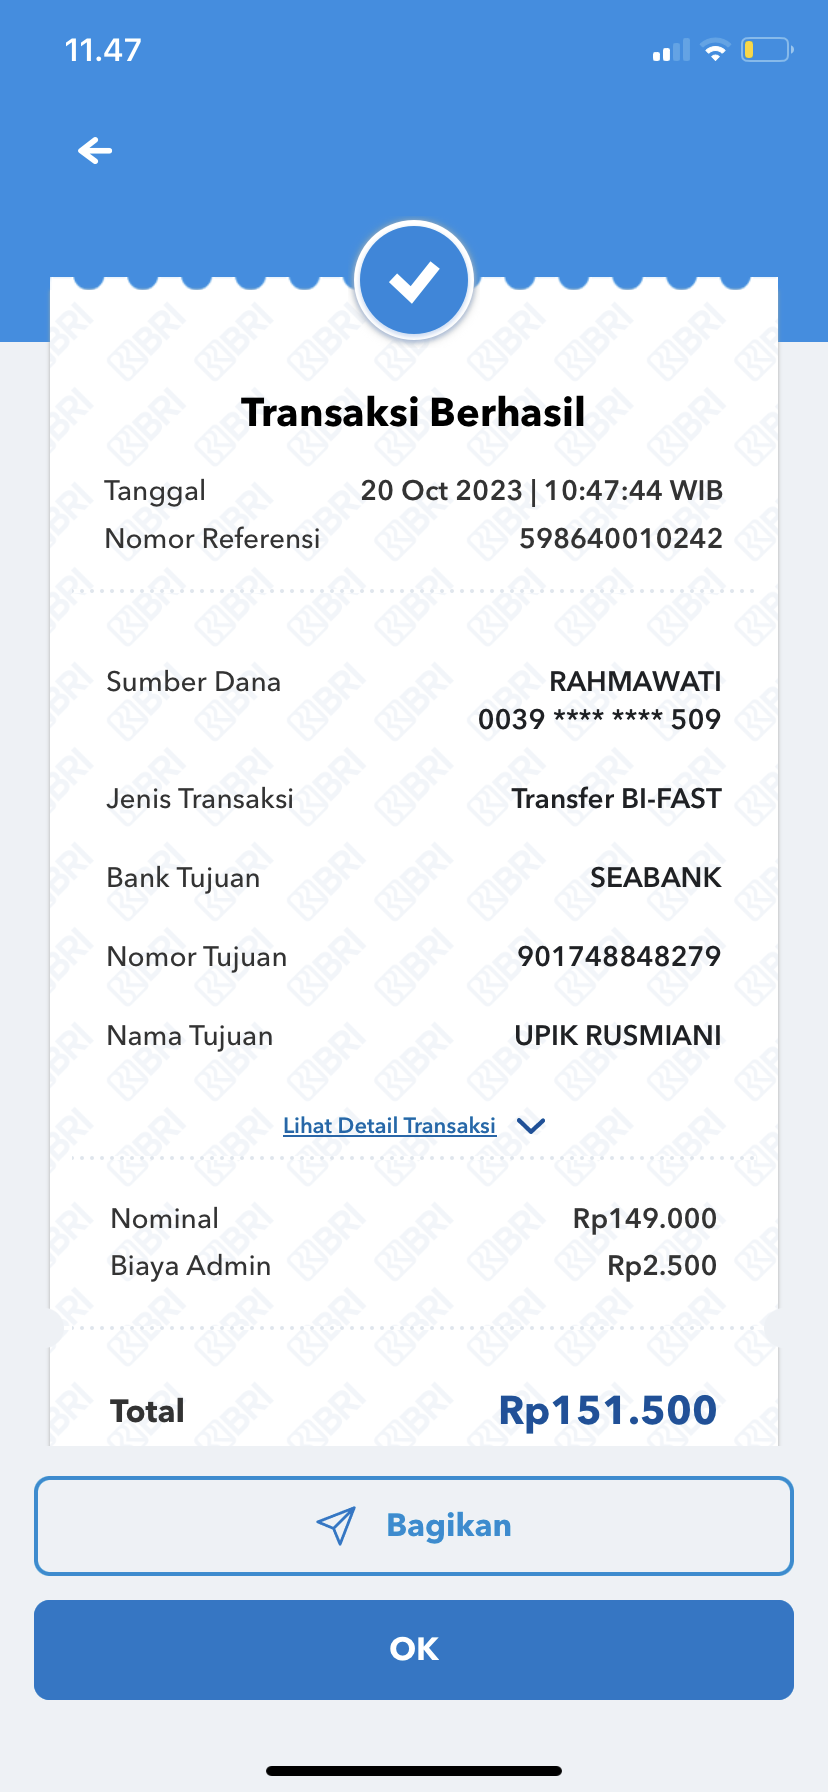 11.47
Transaksi Berhasil
Tanggal 20 Oct 2023 | 10:47:44 WIB
Nomor Referensi 598640010242
Sumber Dana RAHMAWATI
0039 **** **** 509
Jenis Transaksi Transfer BI-FAST
Bank Tujuan SEABANK
Nomor Tujuan 901748848279
Nama Tujuan UPIK RUSMIANI
Lihat Detail Transaksi
Nominal Rp149.000
Biaya Admin Rp2.500
Total Rp151.500
Bagikan
OK